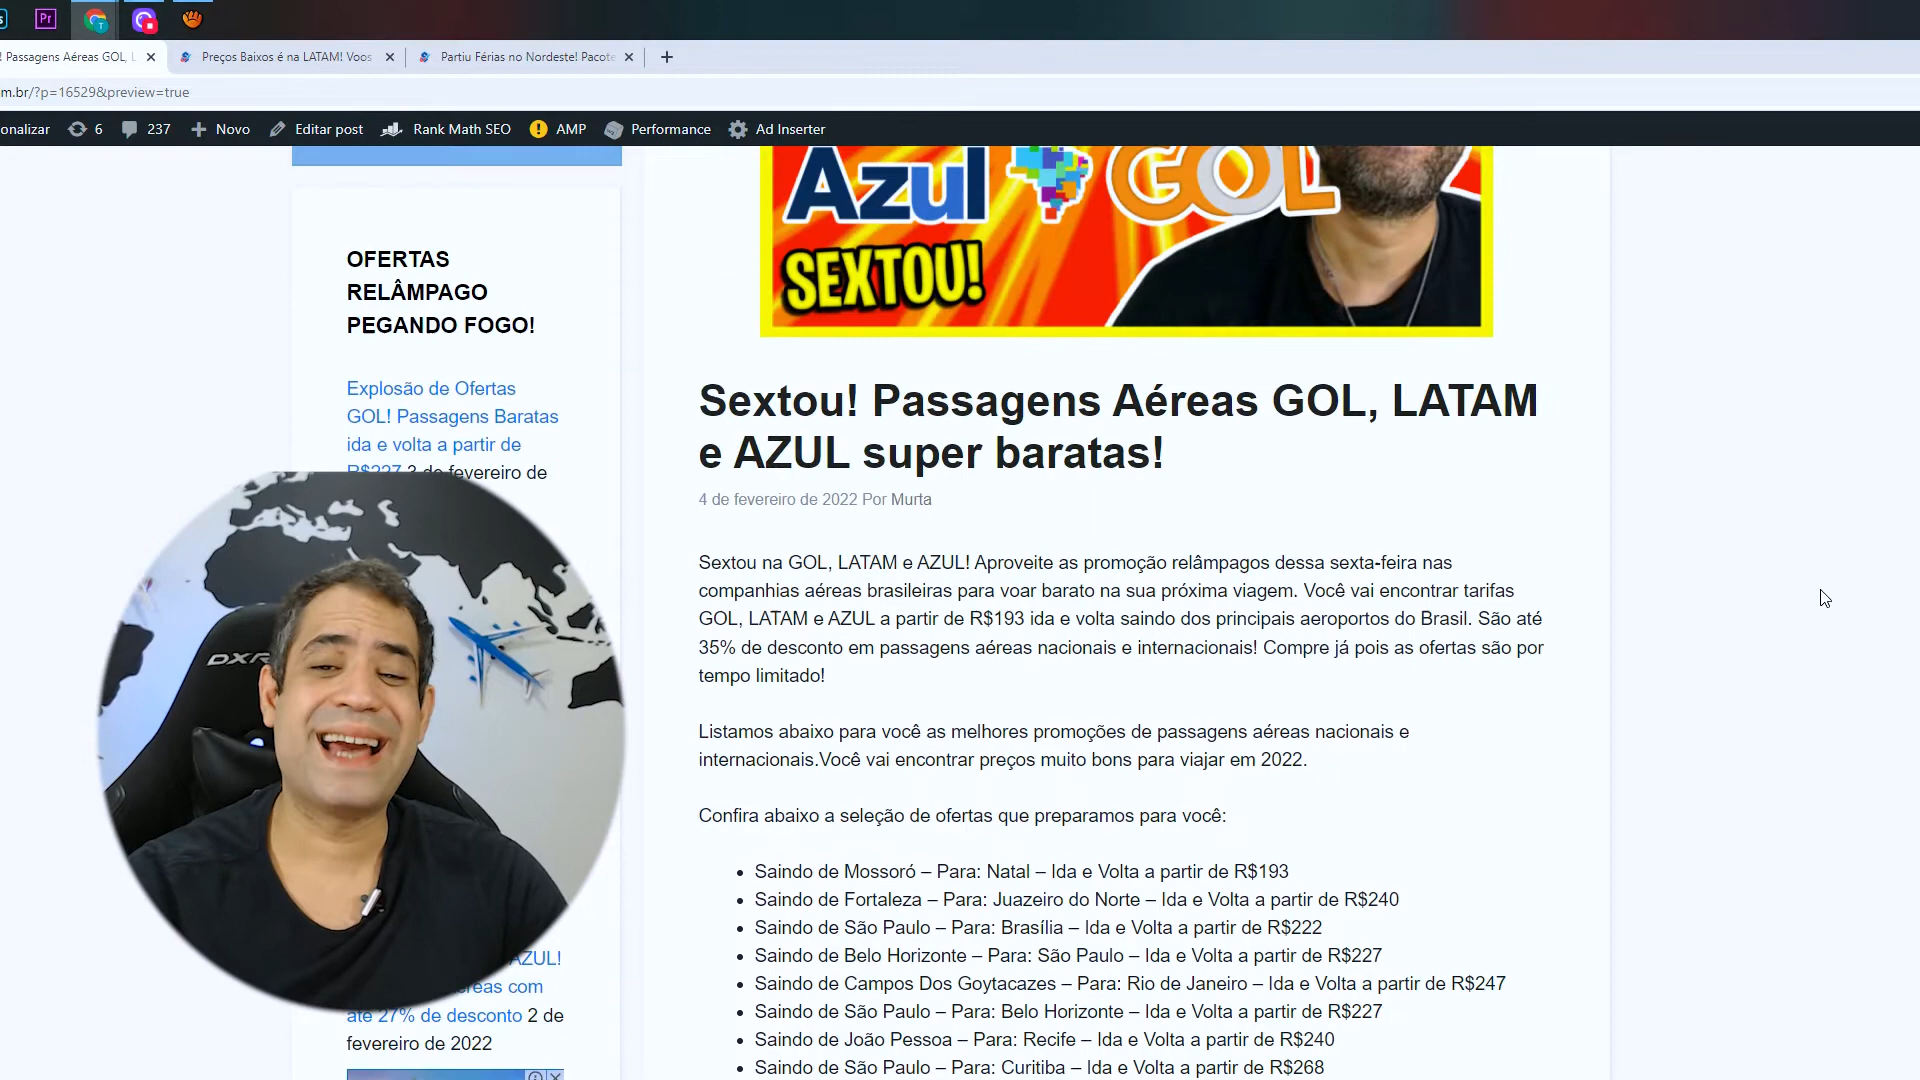 Pr
! Passagens Aéreas GOL, L
Preços Baixos é na LATAM! Voos
Partiu Férias no Nordeste! Pacote
m.br/?p=16529&preview=true
onalizar
6
237
Novo
Editar post
Rank Math SEO
AMP
Performance
Ad Inserter
Azul
GOL
SEXTOU!
OFERTAS
RELÂMPAGO
PEGANDO FOGO!
Explosão de Ofertas
GOL! Passagens Baratas
ida e volta a partir de
R$227 3 de fevereiro de
DXR
AZUL!
reas com
até 27% de desconto 2 de
fevereiro de 2022
Sextou! Passagens Aéreas GOL, LATAM
e AZUL super baratas!
4 de fevereiro de 2022 Por Murta
Sextou na GOL, LATAM e AZUL! Aproveite as promoção relâmpagos dessa sexta-feira nas
companhias aéreas brasileiras para voar barato na sua próxima viagem. Você vai encontrar tarifas
GOL, LATAM e AZUL a partir de R$193 ida e volta saindo dos principais aeroportos do Brasil. São até
35% de desconto em passagens aéreas nacionais e internacionais! Compre já pois as ofertas são por
tempo limitado!
Listamos abaixo para você as melhores promoções de passagens aéreas nacionais e
internacionais.Você vai encontrar preços muito bons para viajar em 2022.
Confira abaixo a seleção de ofertas que preparamos para você:
Saindo de Mossoró – Para: Natal – Ida e Volta a partir de R$193
Saindo de Fortaleza – Para: Juazeiro do Norte – Ida e Volta a partir de R$240
Saindo de São Paulo – Para: Brasília – Ida e Volta a partir de R$222
Saindo de Belo Horizonte – Para: São Paulo – Ida e Volta a partir de R$227
Saindo de Campos Dos Goytacazes – Para: Rio de Janeiro – Ida e Volta a partir de R$247
Saindo de São Paulo – Para: Belo Horizonte – Ida e Volta a partir de R$227
Saindo de João Pessoa – Para: Recife – Ida e Volta a partir de R$240
Saindo de São Paulo – Para: Curitiba – Ida e Volta a partir de R$268